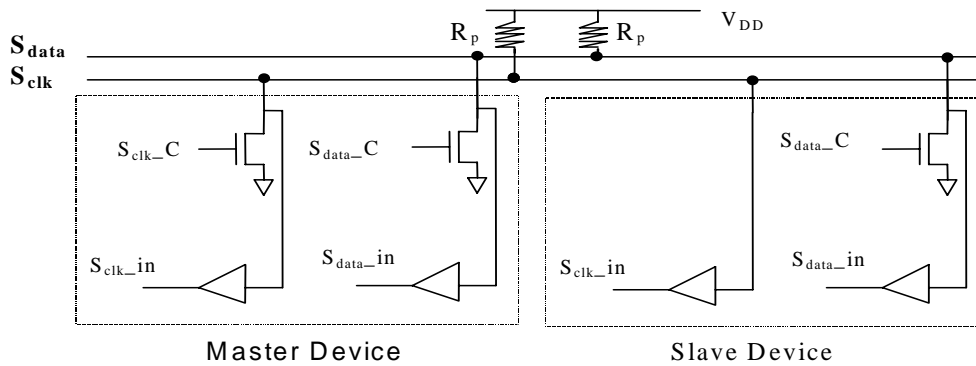 R_p R_p V_DD
S_data
S_clk
S_clk_C S_data_C S_data_C
S_clk_in S_data_in S_clk_in S_data_in
Master Device Slave Device